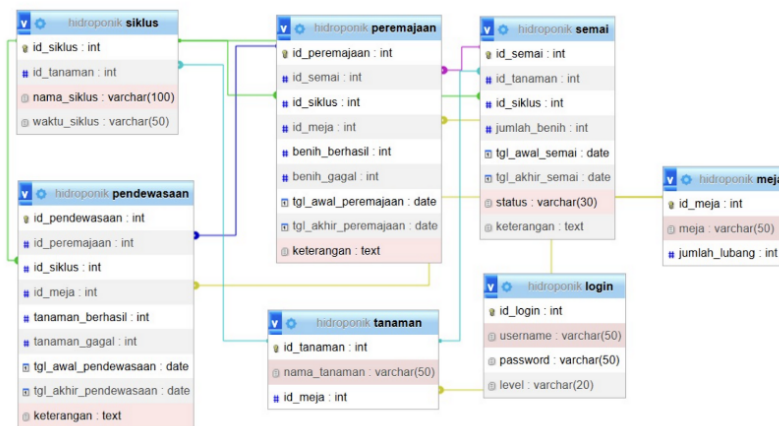 hidroponik siklus
id_siklus : int
id_tanaman : int
nama_siklus : varchar(100)
waktu_siklus : varchar(50)
hidroponik peremajaan
id_peremajaan : int
id_semai : int
id_siklus : int
id_meja : int
benih_berhasil : int
benih_gagal : int
tgl_awal_peremajaan : date
tgl_akhir_peremajaan : date
keterangan : text
hidroponik semai
id_semai : int
id_tanaman : int
id_siklus : int
jumlah_benih : int
tgl_awal_semai : date
tgl_akhir_semai : date
status : varchar(30)
keterangan : text
hidroponik meja
id_meja : int
meja : varchar(50)
jumlah_lubang : int
hidroponik pendewasaan
id_pendewasaan : int
id_peremajaan : int
id_siklus : int
id_meja : int
tanaman_berhasil : int
tanaman_gagal : int
tgl_awal_pendewasaan : date
tgl_akhir_pendewasaan : date
keterangan : text
hidroponik tanaman
id_tanaman : int
nama_tanaman : varchar(50)
id_meja : int
hidroponik login
id_login : int
username : varchar(50)
password : varchar(50)
level : varchar(20)